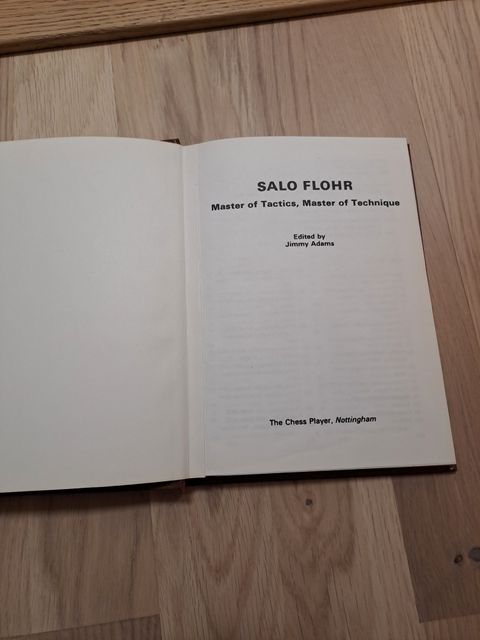 SALO FLOHR
Master of Tactics, Master of Technique
Edited by
Jimmy Adams
The Chess Player, Nottingham